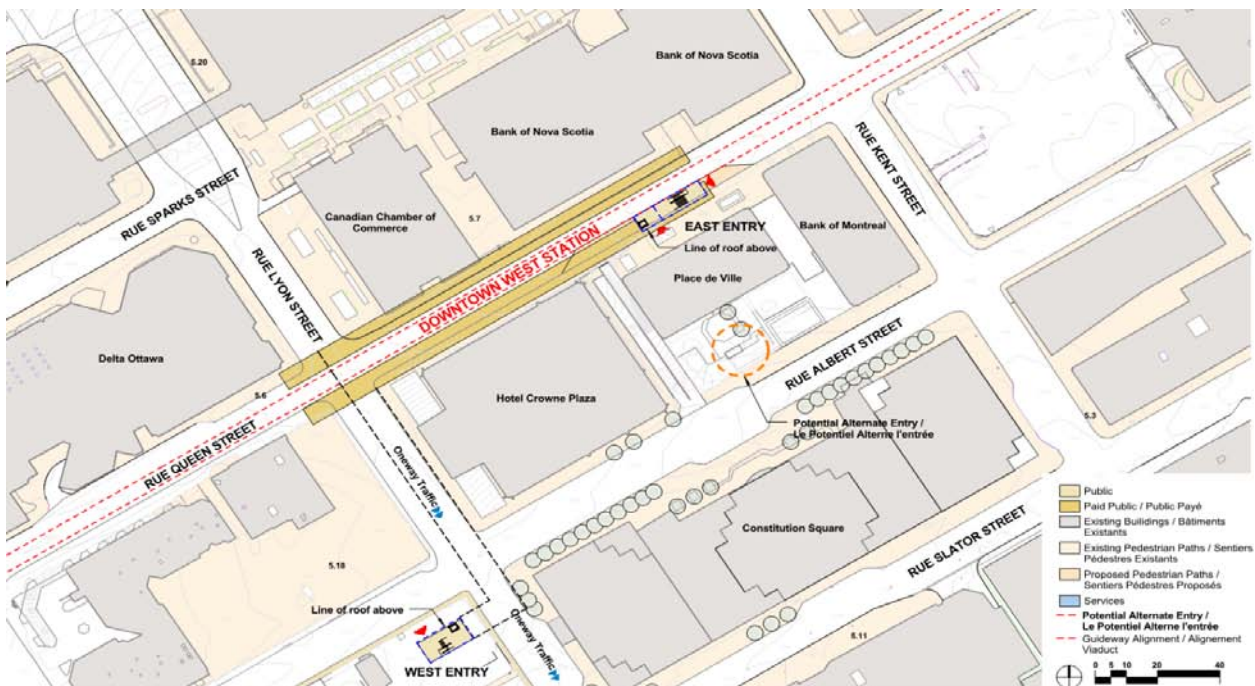 Bank of Nova Scotia
5.20
Bank of Nova Scotia
RUE KENT STREET
RUE SPARKS STREET
Canadian Chamber of
Commerce
5.7
EAST ENTRY
Line of roof above
Bank of Montreal
Place de Ville
RUE LYON STREET
DOWNTOWN WEST STATION
Delta Ottawa
5.6
Hotel Crowne Plaza
RUE ALBERT STREET
RUE QUEEN STREET
Potential Alternate Entry /
Le Potentiel Alterne l'entrée
5.3
Oneway Traffic
Constitution Square
RUE SLATOR STREET
5.18
Line of roof above
Oneway Traffic
WEST ENTRY
5.11
Public
Paid Public / Public Payé
Existing Builidings / Bâtiments
Existants
Existing Pedestrian Paths / Sentiers
Pédestres Existants
Proposed Pedestrian Paths /
Sentiers Pédestres Proposés
Services
Potential Alternate Entry /
Le Potentiel Alterne l'entrée
Guideway Alignment / Alignement
Viaduct
0 5 10 20 40